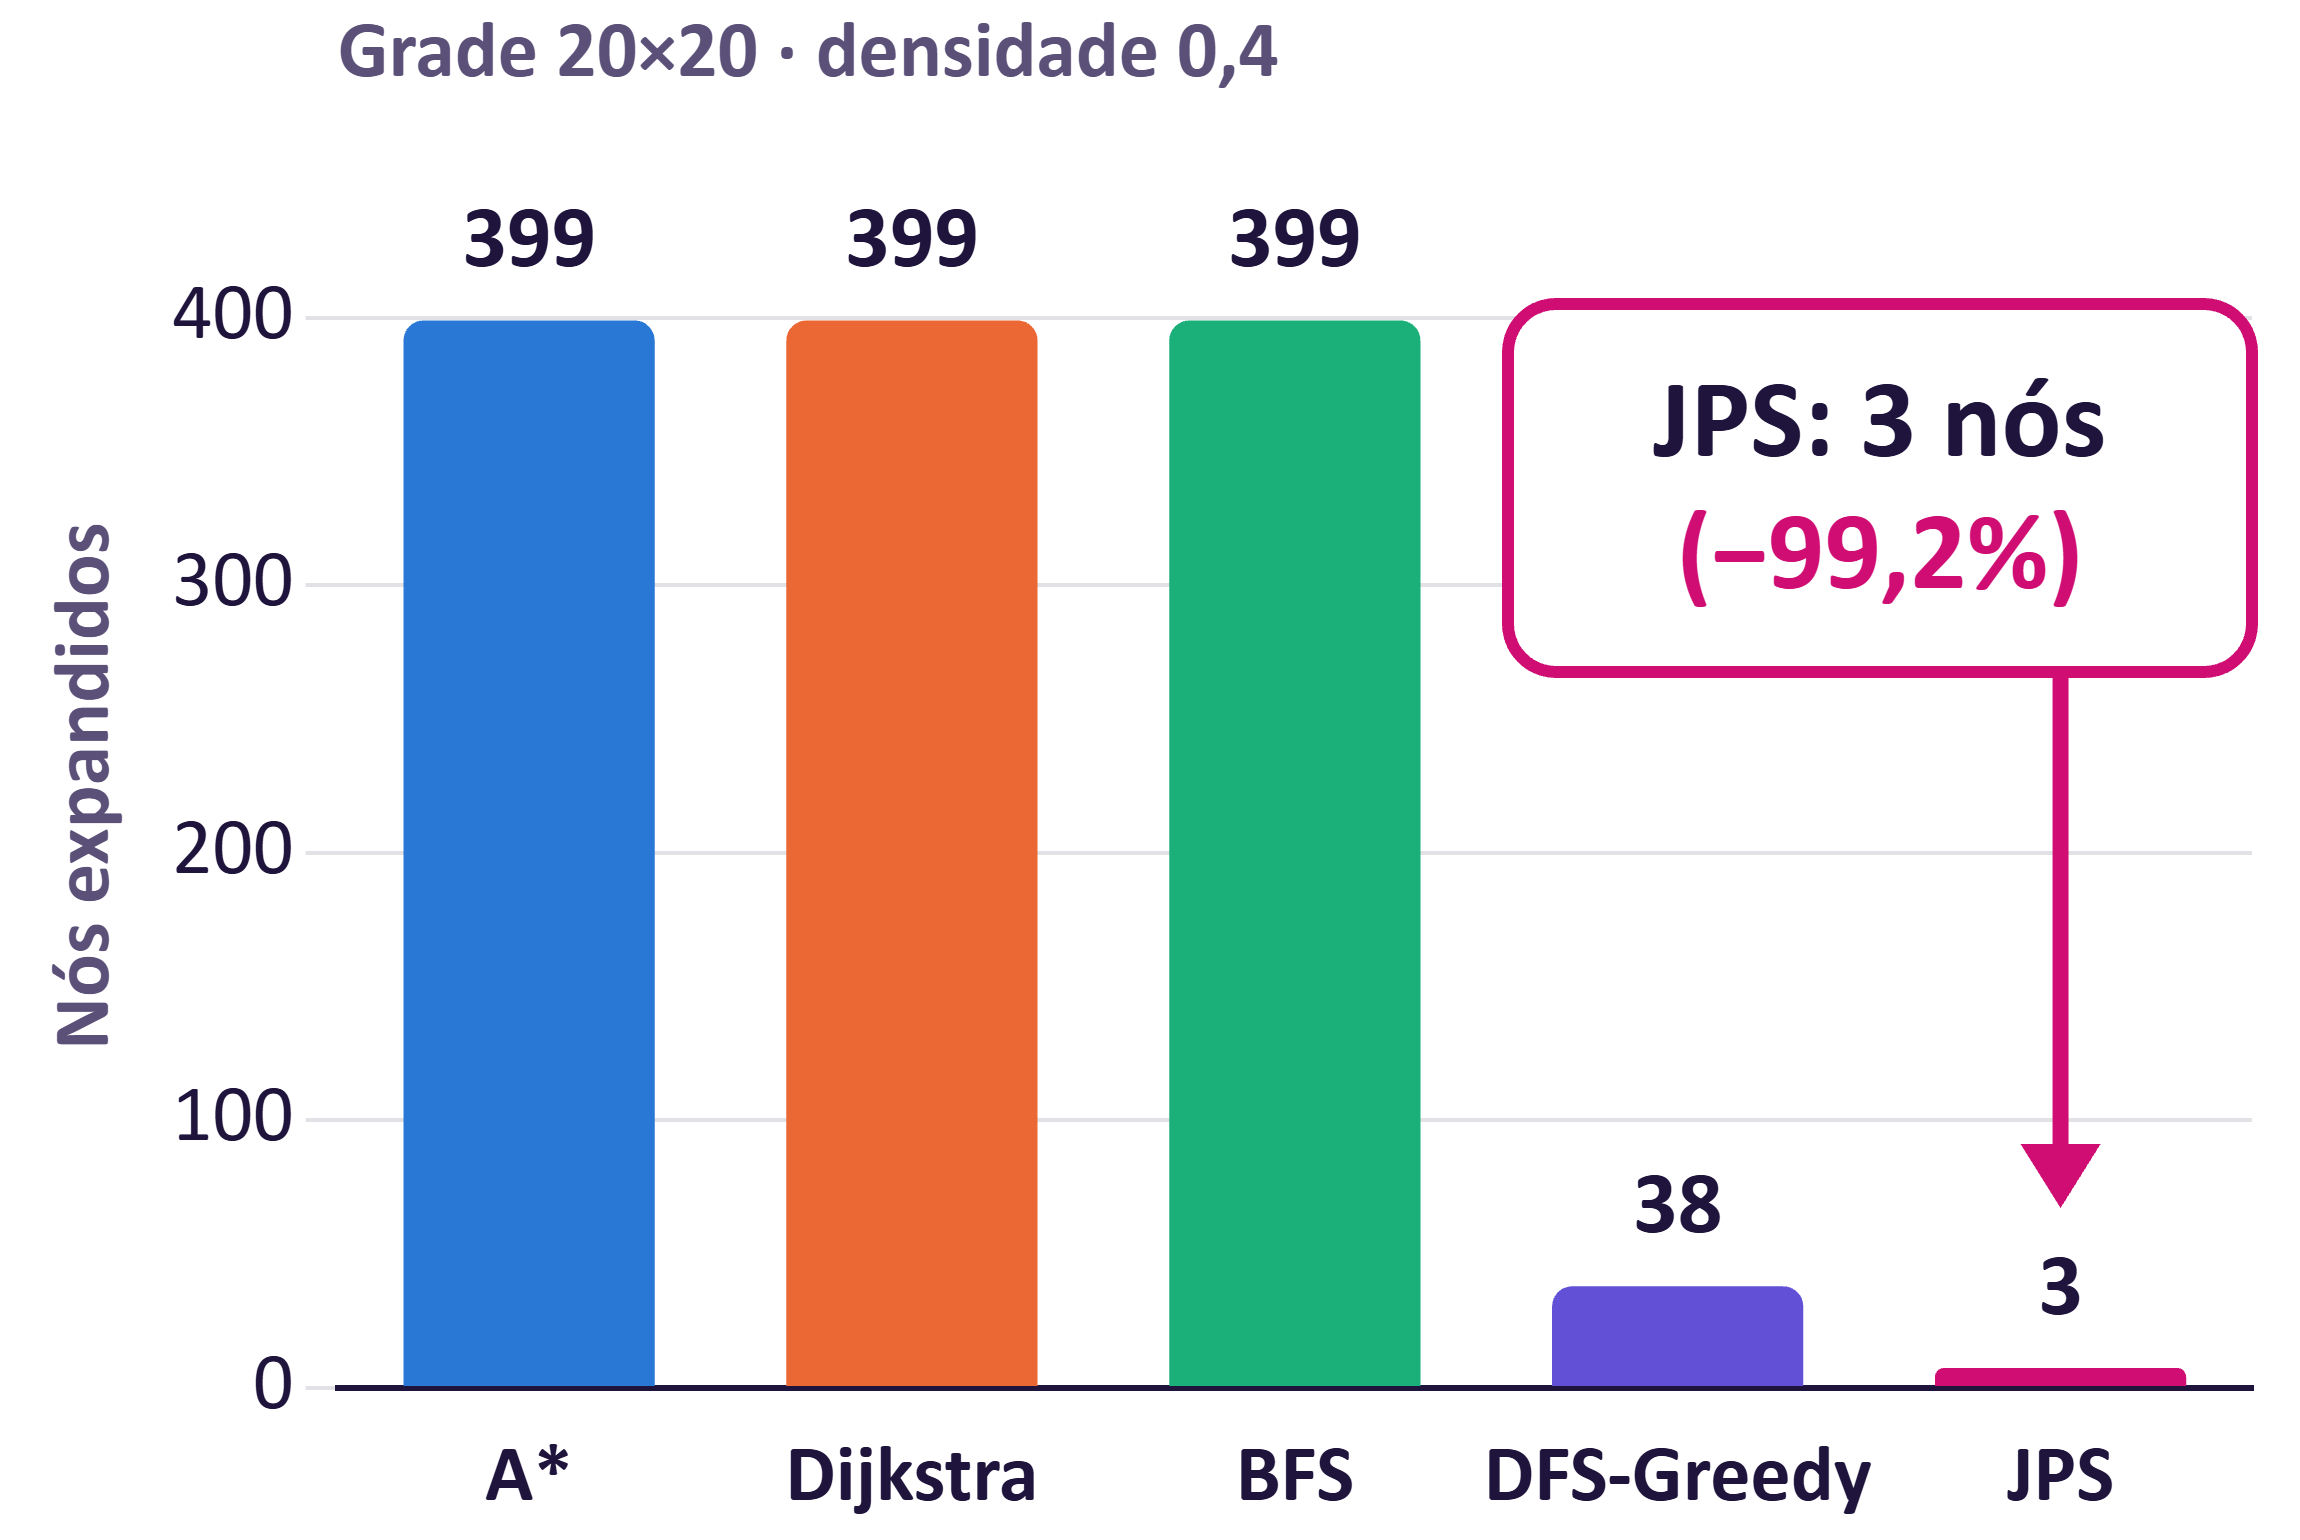 Grade 20×20 · densidade 0,4
399
399
399
JPS: 3 nós
(−99,2%)
38
3
Nós expandidos
400
300
200
100
0
A*
Dijkstra
BFS
DFS-Greedy
JPS